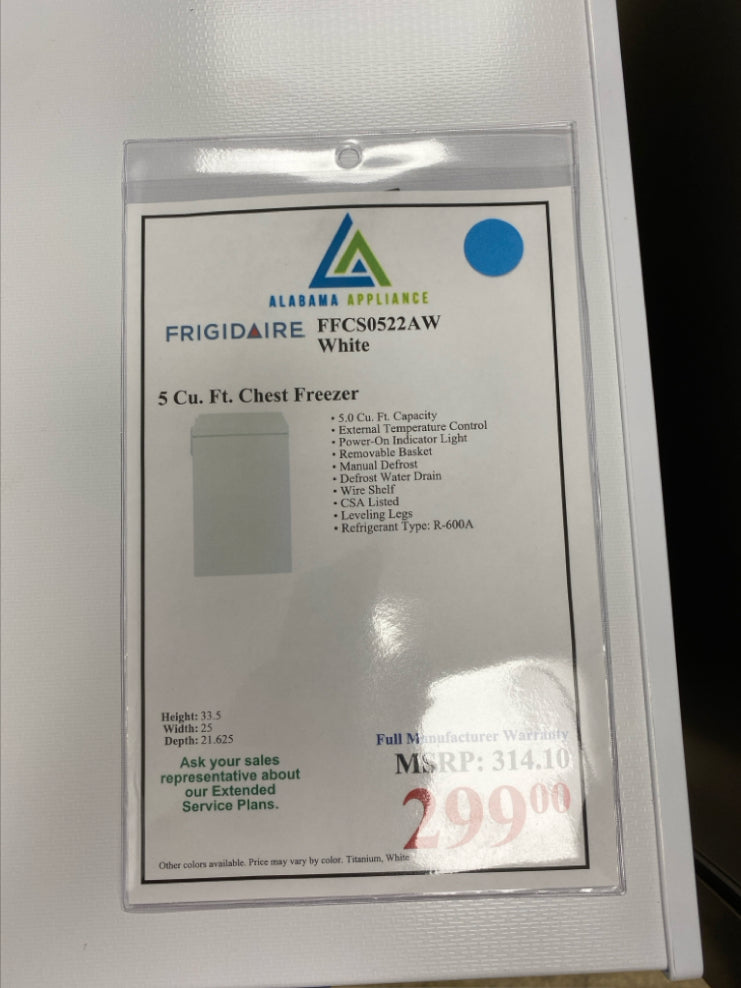 ALABAMA APPLIANCE
FRIGIDAIRE FFCS0522AW
White
5 Cu. Ft. Chest Freezer
• 5.0 Cu. Ft. Capacity
• External Temperature Control
• Power-On Indicator Light
• Removable Basket
• Manual Defrost
• Defrost Water Drain
• Wire Shelf
• CSA Listed
• Leveling Legs
• Refrigerant Type: R-600A
Height: 33.5
Width: 25
Depth: 21.625
Ask your sales
representative about
our Extended
Service Plans.
Full Manufacturer Warranty
MSRP: 314.10
29900
Other colors available. Price may vary by color. Titanium, White